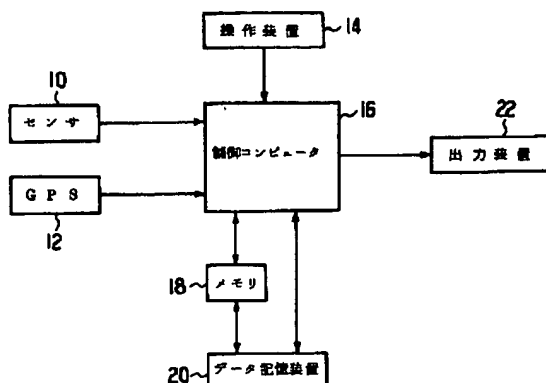 操作装置
14
10
センサ
16
制御コンピュータ
22
出力装置
GPS
12
18
メモリ
20
データ記憶装置